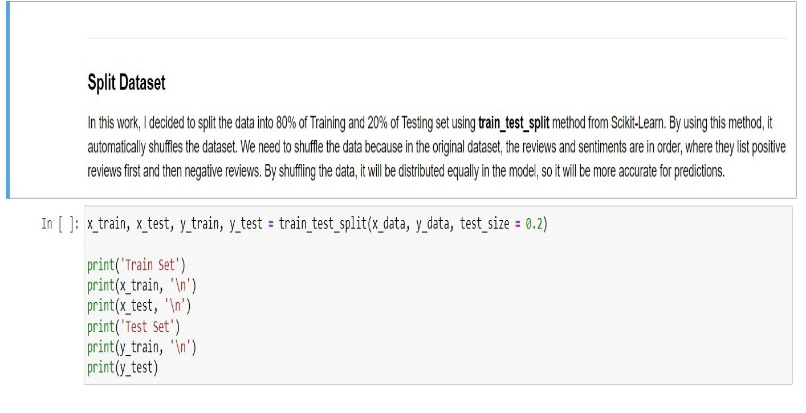 Split Dataset
In this work, I decided to split the data into 80% of Training and 20% of Testing set using train_test_split method from Scikit-Learn. By using this method, it
automatically shuffles the dataset. We need to shuffle the data because in the original dataset, the reviews and sentiments are in order, where they list positive
reviews first and then negative reviews. By shuffling the data, it will be distributed equally in the model, so it will be more accurate for predictions.
In [ ]: x_train, x_test, y_train, y_test = train_test_split(x_data, y_data, test_size = 0.2)
print('Train Set')
print(x_train, '\n')
print(x_test, '\n')
print('Test Set')
print(y_train, '\n')
print(y_test)